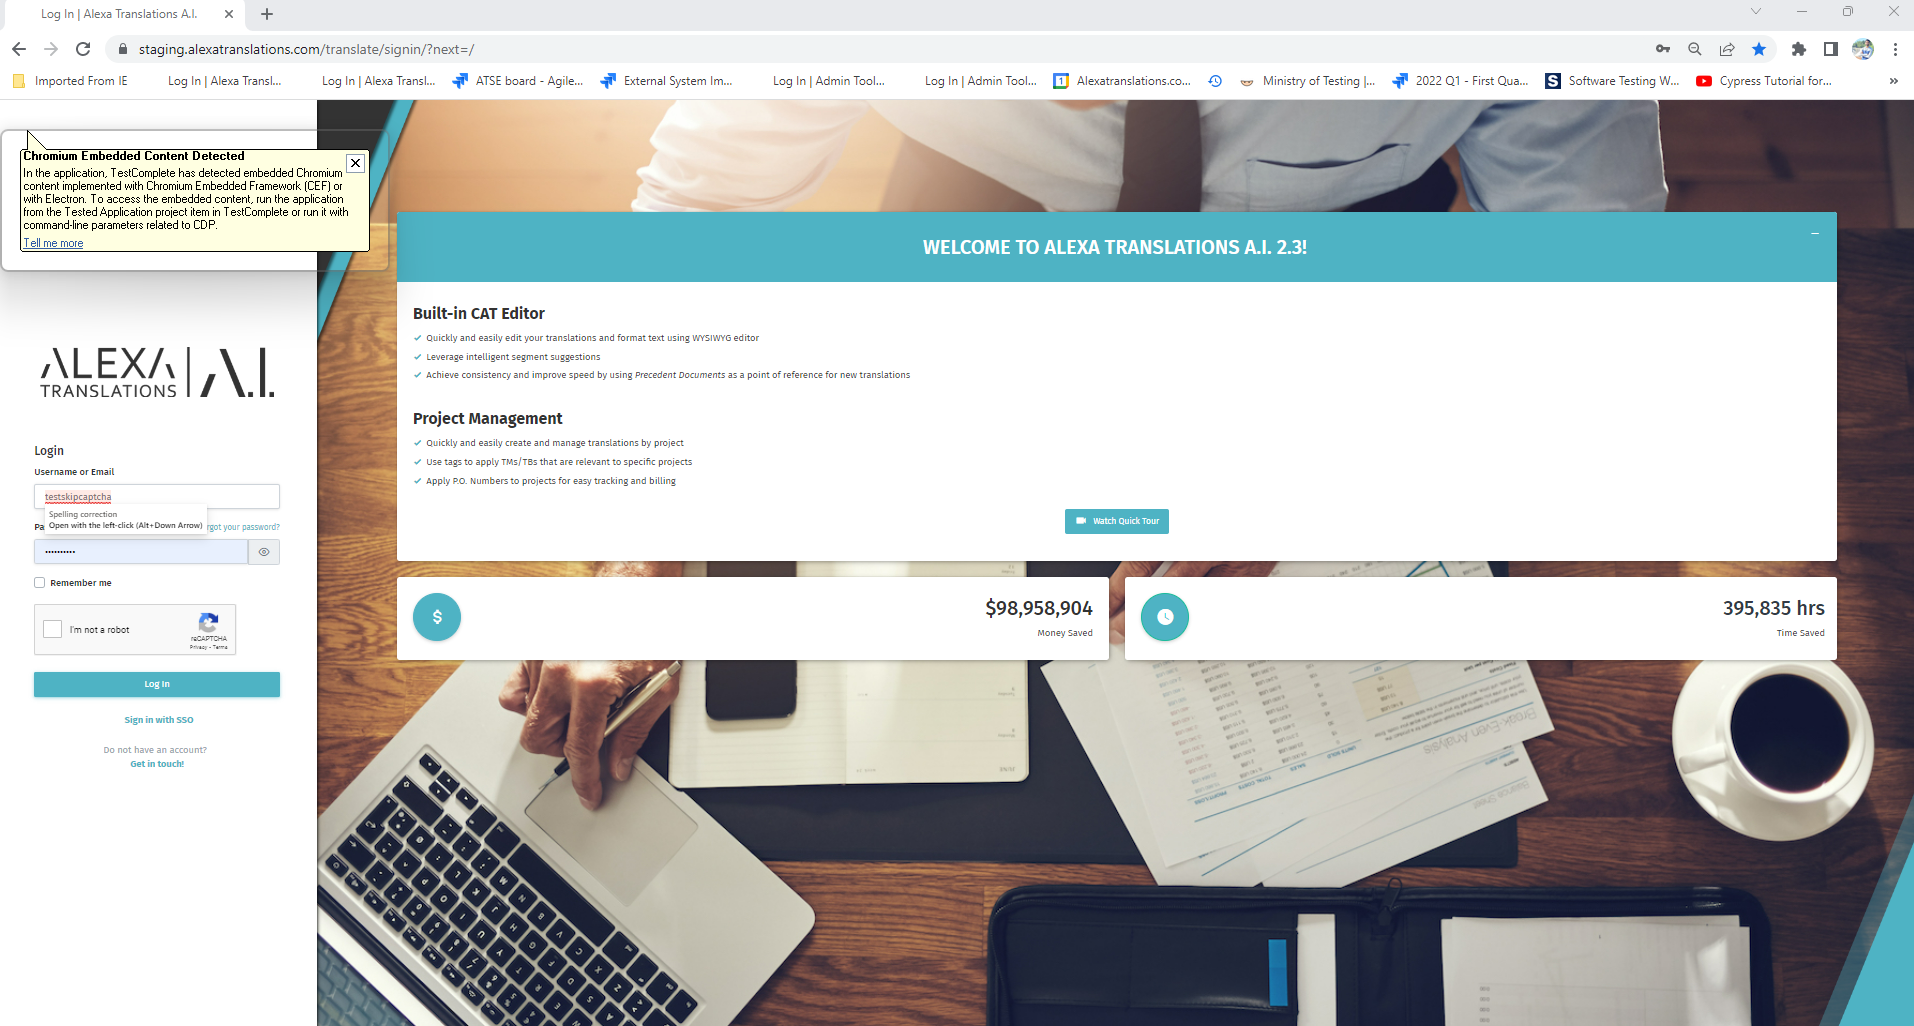 Log In | Alexa Translations A.I.
staging.alexatranslations.com/translate/signin/?next=/
Imported From IE
Log In | Alexa Transl...
Log In | Alexa Transl...
ATSE board - Agile...
External System Im...
Log In | Admin Tool...
Log In | Admin Tool...
1
Alexatranslations.co...
Ministry of Testing |...
2022 Q1 - First Qua...
S
Software Testing W...
Cypress Tutorial for...
»
Chromium Embedded Content Detected
In the application, TestComplete has detected embedded Chromium
content implemented with Chromium Embedded Framework (CEF) or
with Electron. To access the embedded content, run the application
from the Tested Application project item in TestComplete or run it with
command-line parameters related to CDP.
Tell me more
ALEXA
TRANSLATIONS
A.I.
Login
Username or Email
testskipcaptcha
Spelling correction
Open with the left-click (Alt+Down Arrow)
Pa
rgot your password?
Remember me
I'm not a robot
reCAPTCHA
Privacy - Terms
Log In
Sign in with SSO
Do not have an account?
Get in touch!
WELCOME TO ALEXA TRANSLATIONS A.I. 2.3!
Built-in CAT Editor
Quickly and easily edit your translations and format text using WYSIWYG editor
Leverage intelligent segment suggestions
Achieve consistency and improve speed by using Precedent Documents as a point of reference for new translations
Project Management
Quickly and easily create and manage translations by project
Use tags to apply TMs/TBs that are relevant to specific projects
Apply P.O. Numbers to projects for easy tracking and billing
Watch Quick Tour
$
$98,958,904
Money Saved
395,835 hrs
Time Saved
Break-Even Analysis
Balance Sheet